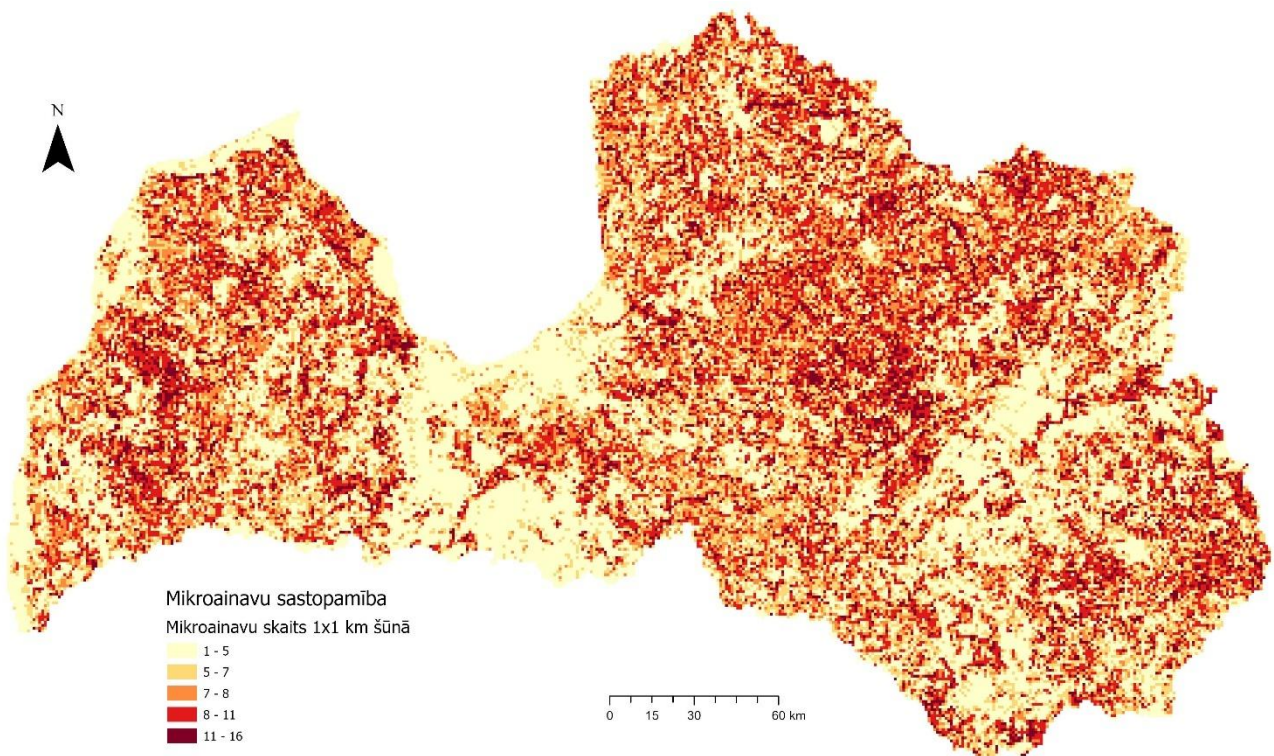 N
Mikroainavu sastopamība
Mikroainavu skaits 1x1 km šūnā
1 - 5
5 - 7
7 - 8
8 - 11
11 - 16
0 15 30 60 km